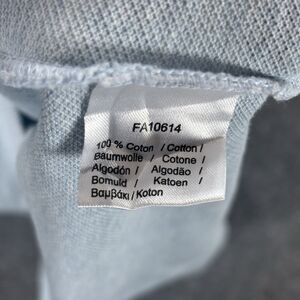 FA10614
100 % Coton / Cotton /
Baumwolle / Cotone /
Algodón / Algodão /
Bomuld / Katoen /
Βαμβάκι / Koton